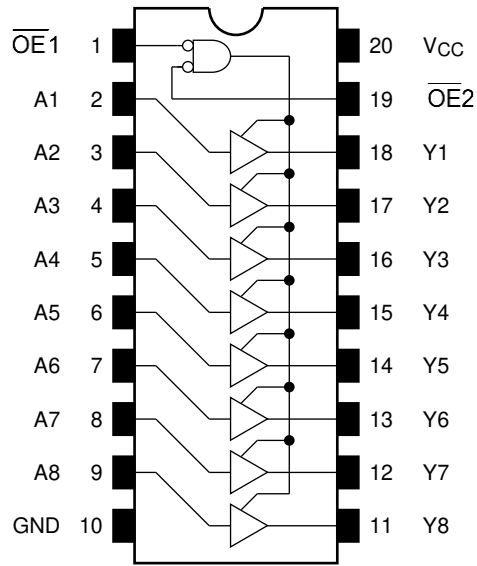 O̅E̅1 1 20 VCC
A1 2 19 O̅E̅2
A2 3 18 Y1
A3 4 17 Y2
A4 5 16 Y3
A5 6 15 Y4
A6 7 14 Y5
A7 8 13 Y6
A8 9 12 Y7
GND 10 11 Y8